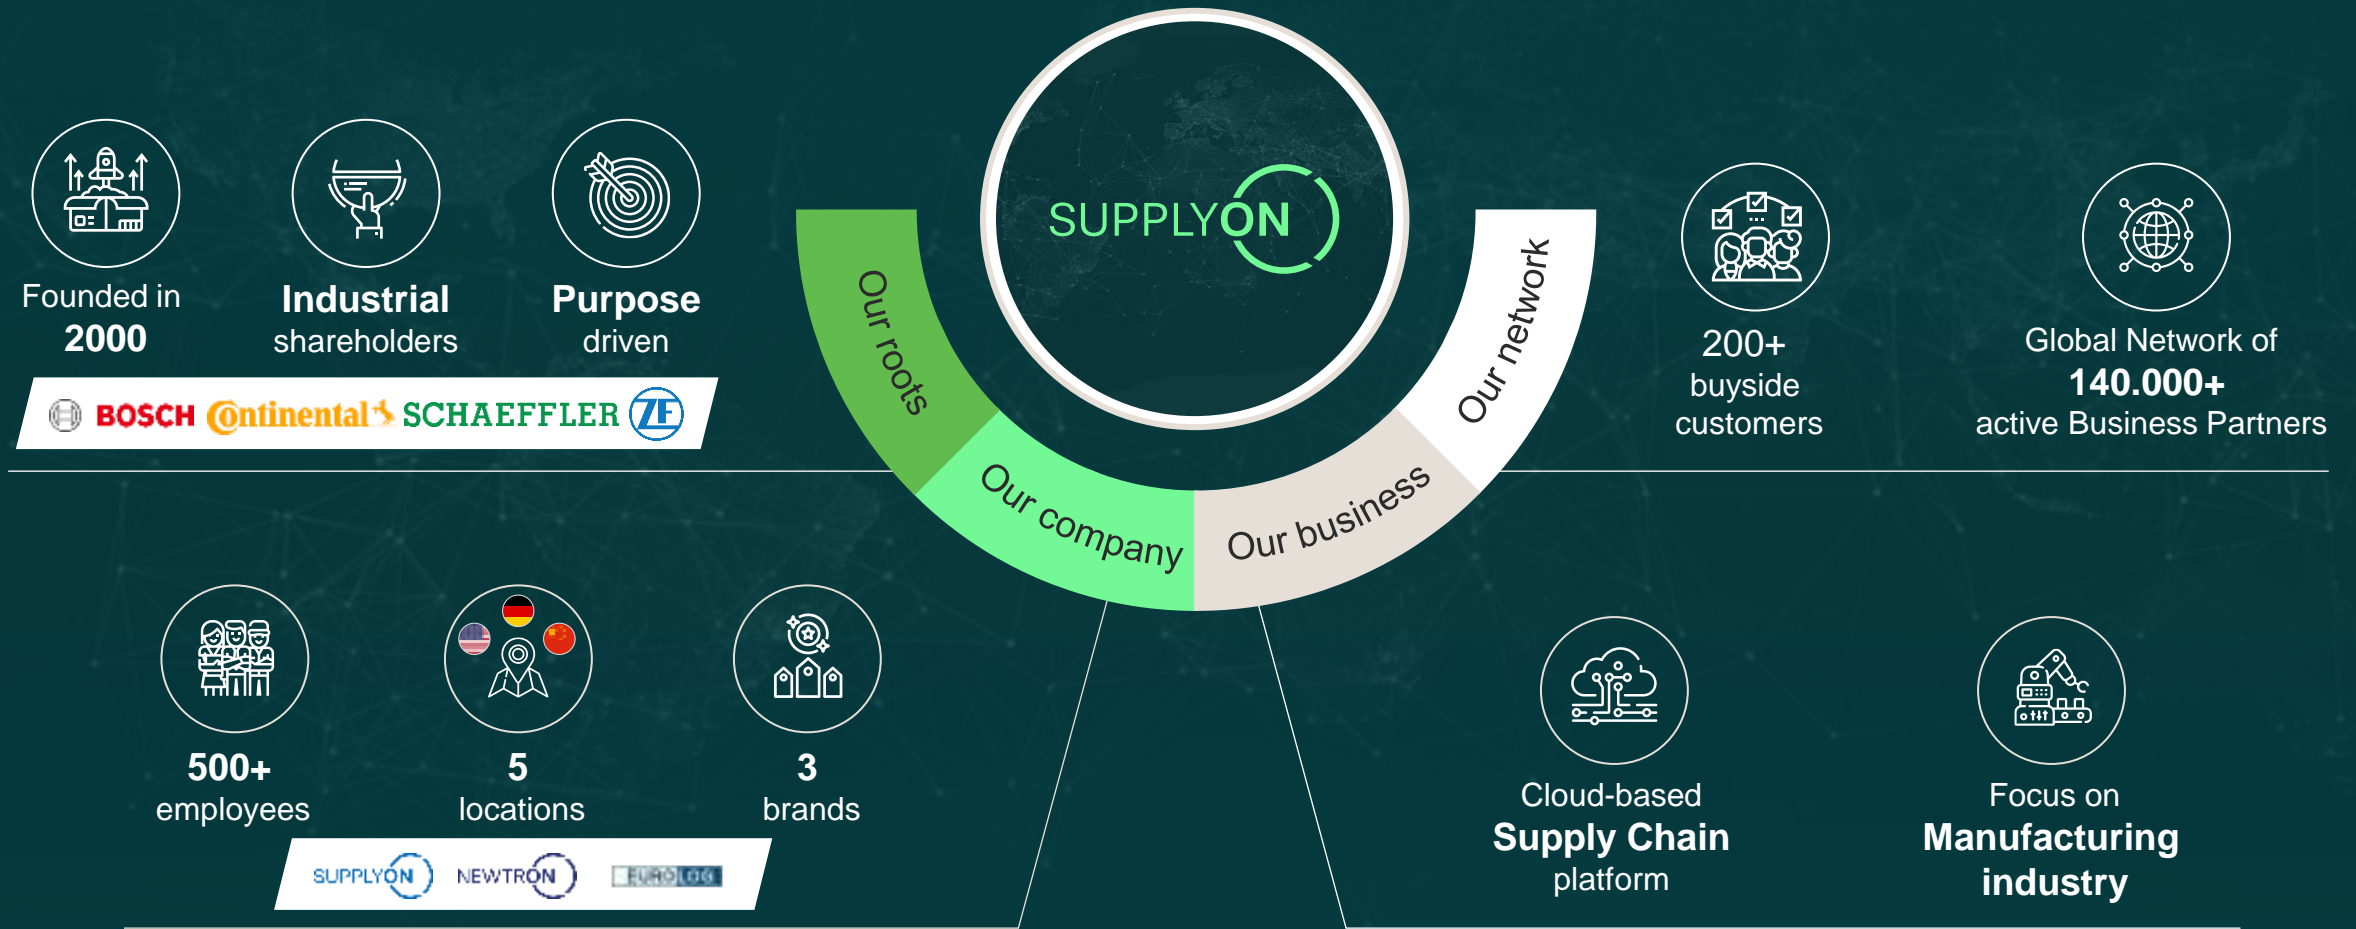 SUPPLYON
Our roots
Founded in
2000
Industrial
shareholders
Purpose
driven
BOSCH
Continental
SCHAEFFLER
ZF
Our company
500+
employees
5
locations
3
brands
SUPPLYON
NEWTRON
EUROLOG
Our business
Cloud-based
Supply Chain
platform
Focus on
Manufacturing
industry
Our network
200+
buyside
customers
Global Network of
140.000+
active Business Partners